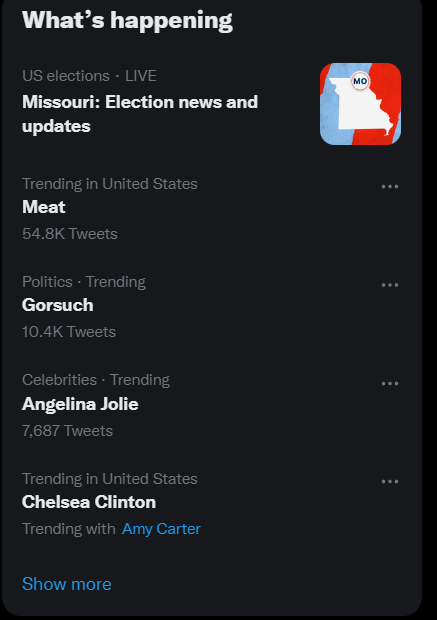 What’s happening
US elections · LIVE
Missouri: Election news and
updates
MO
Trending in United States
Meat
54.8K Tweets
Politics · Trending
Gorsuch
10.4K Tweets
Celebrities · Trending
Angelina Jolie
7,687 Tweets
Trending in United States
Chelsea Clinton
Trending with Amy Carter
Show more